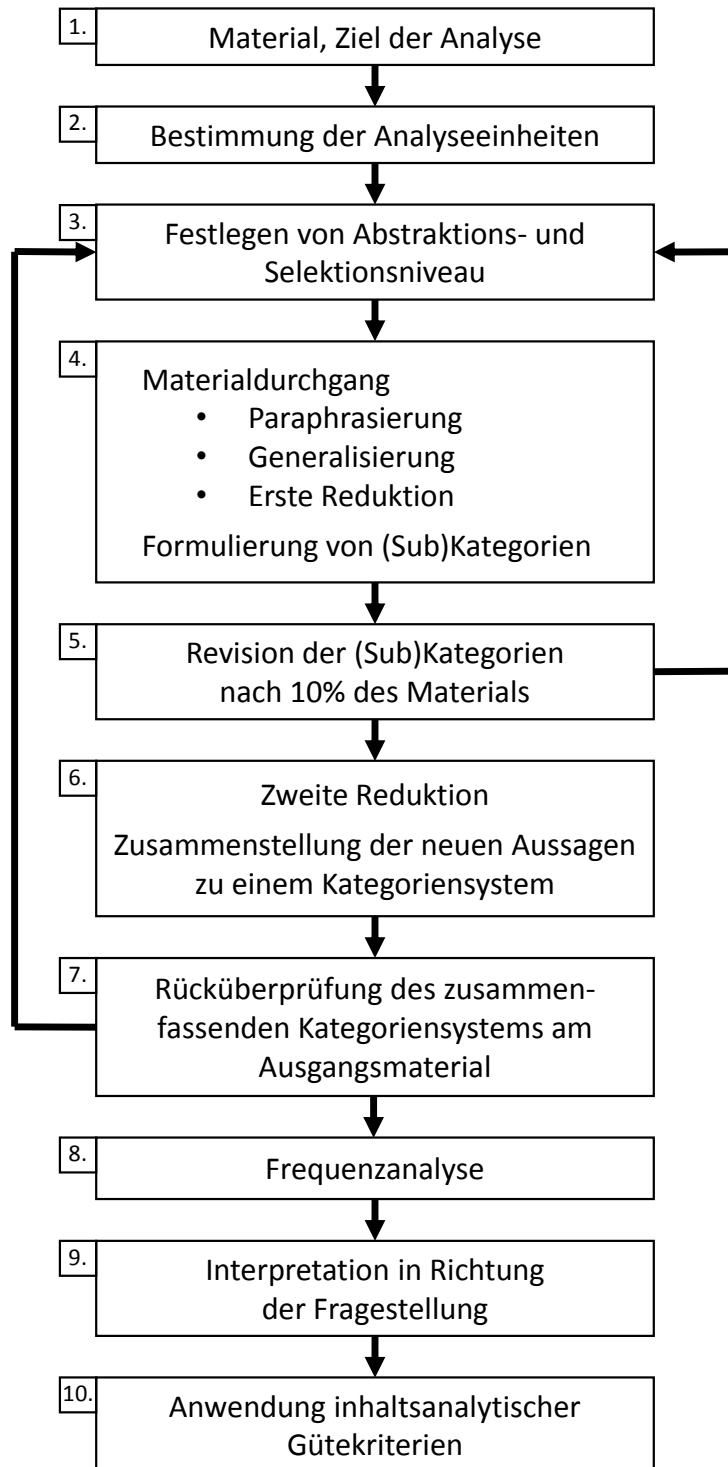 1.
Material, Ziel der Analyse
2.
Bestimmung der Analyseeinheiten
3.
Festlegen von Abstraktions- und
Selektionsniveau
4.
Materialdurchgang
• Paraphrasierung
• Generalisierung
• Erste Reduktion
Formulierung von (Sub)Kategorien
5.
Revision der (Sub)Kategorien
nach 10% des Materials
6.
Zweite Reduktion
Zusammenstellung der neuen Aussagen
zu einem Kategoriensystem
7.
Rücküberprüfung des zusammen-
fassenden Kategoriensystems am
Ausgangsmaterial
8.
Frequenzanalyse
9.
Interpretation in Richtung
der Fragestellung
10.
Anwendung inhaltsanalytischer
Gütekriterien